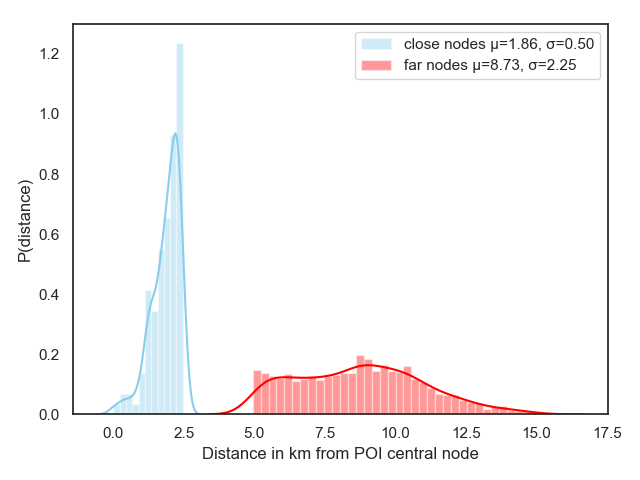 close nodes μ=1.86, σ=0.50
far nodes μ=8.73, σ=2.25
P(distance)
1.2
1.0
0.8
0.6
0.4
0.2
0.0
0.0 2.5 5.0 7.5 10.0 12.5 15.0 17.5
Distance in km from POI central node